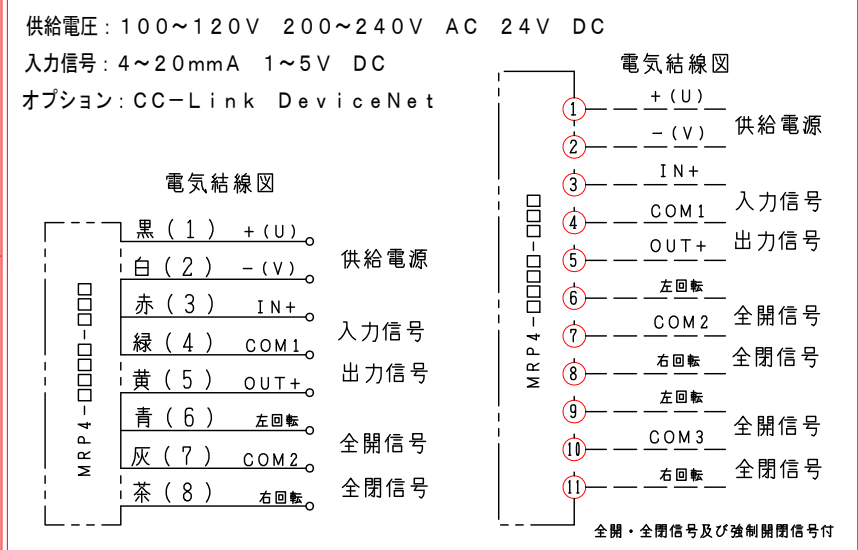 供給電圧：100～120V 200～240V AC 24V DC
入力信号：4～20mmA 1～5V DC
オプション：CC－Link DeviceNet
電気結線図
MRP4－□□□□－□□□
黒（1） ＋(U)
白（2） －(V)
供給電源
赤（3） IN＋
緑（4） COM1
入力信号
黄（5） OUT＋
出力信号
青（6） 左回転
灰（7） COM2
全開信号
茶（8） 右回転
全閉信号
電気結線図
MRP4－□□□□－□□□
① ＋(U)
② －(V)
供給電源
③ IN＋
④ COM1
入力信号
⑤ OUT＋
出力信号
⑥ 左回転
⑦ COM2
全開信号
⑧ 右回転
全閉信号
⑨ 左回転
⑩ COM3
全開信号
⑪ 右回転
全閉信号
全開・全閉信号及び強制開閉信号付